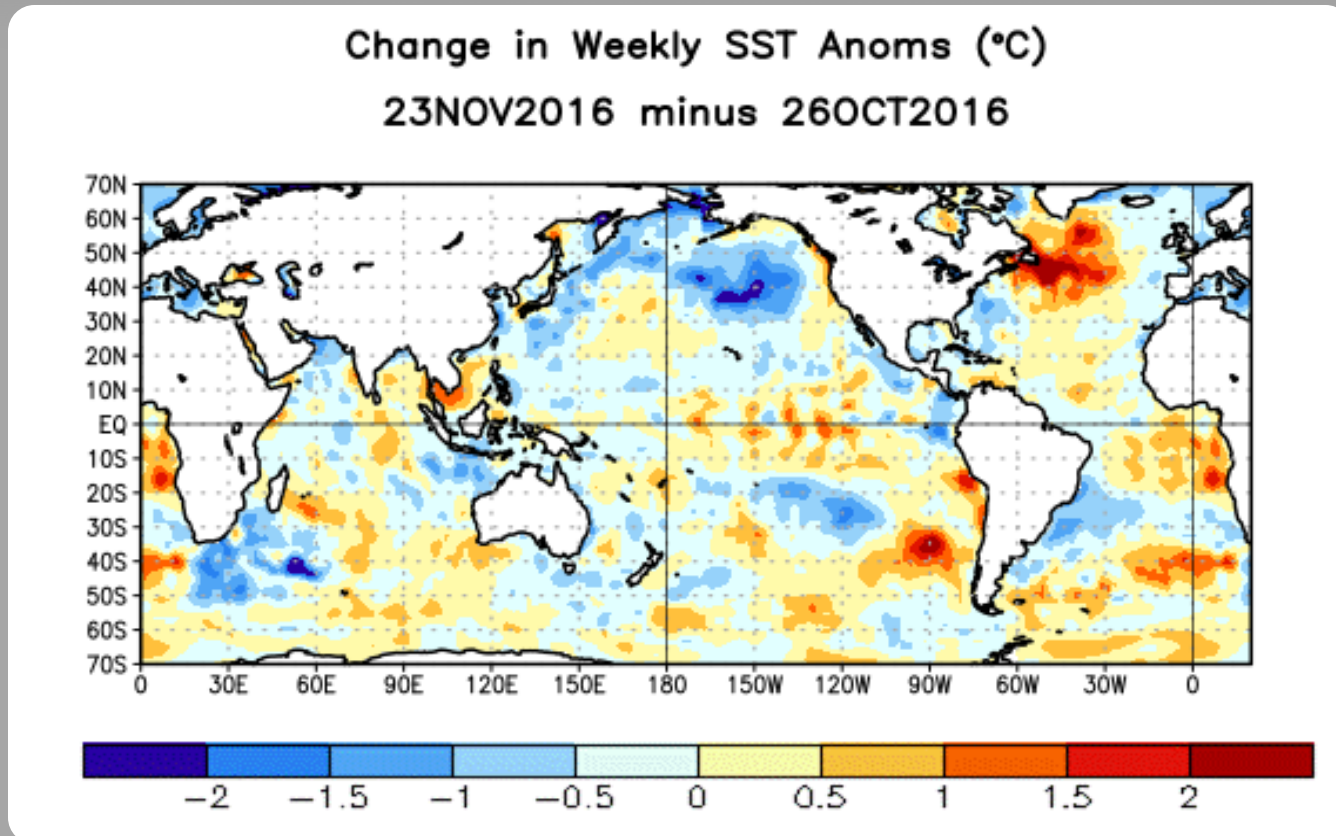 Change in Weekly SST Anoms (°C)
23NOV2016 minus 26OCT2016
70N
60N
50N
40N
30N
20N
10N
EQ
10S
20S
30S
40S
50S
60S
70S
0 30E 60E 90E 120E 150E 180 150W 120W 90W 60W 30W 0
−2 −1.5 −1 −0.5 0 0.5 1 1.5 2